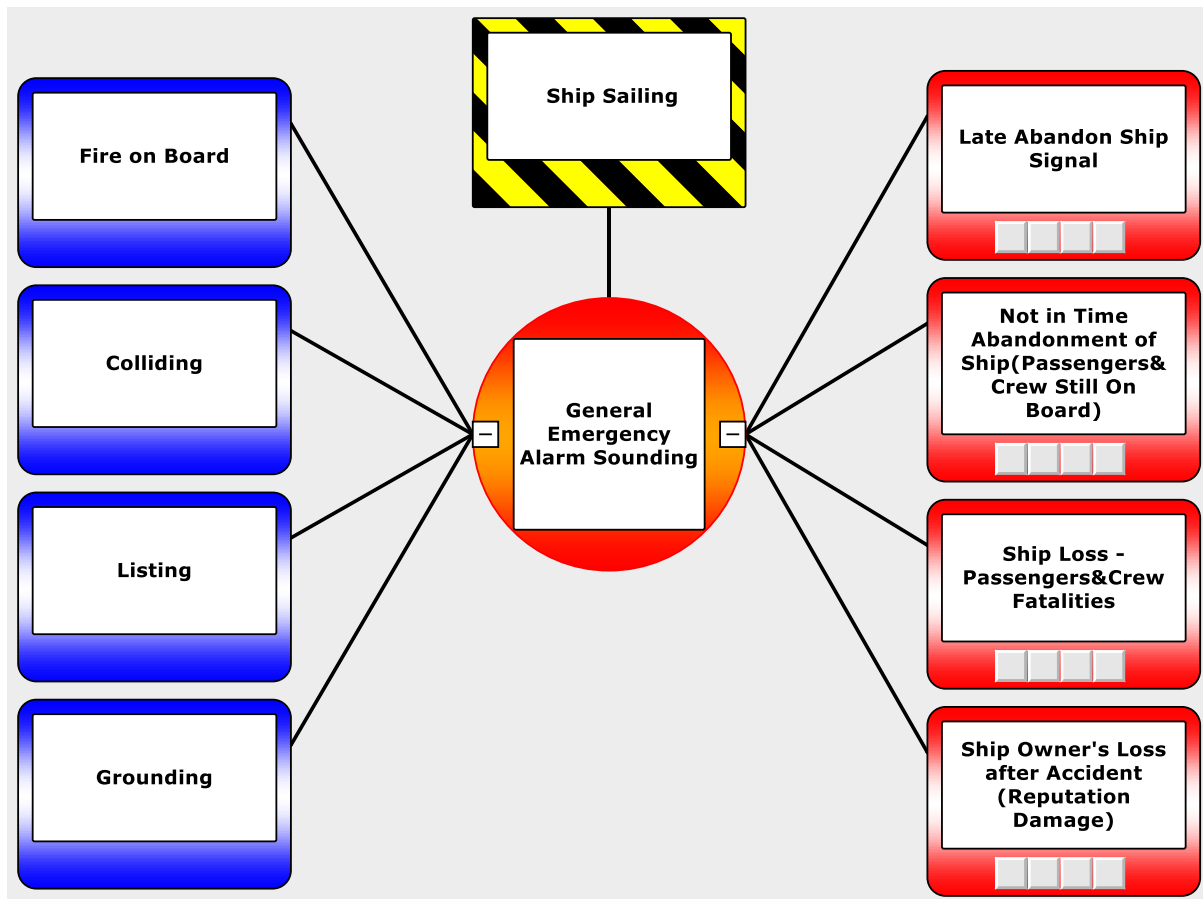 Ship Sailing
Fire on Board
Colliding
Listing
Grounding
General
Emergency
Alarm Sounding
Late Abandon Ship
Signal
Not in Time
Abandonment of
Ship(Passengers&
Crew Still On
Board)
Ship Loss -
Passengers&Crew
Fatalities
Ship Owner's Loss
after Accident
(Reputation
Damage)